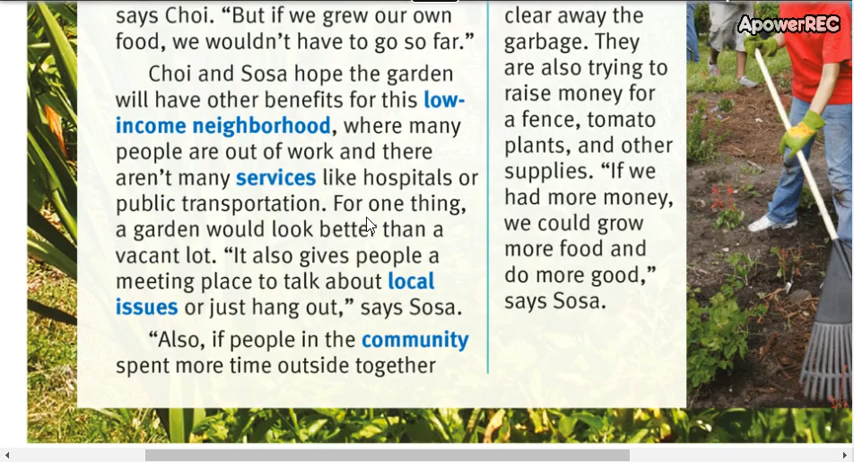 says Choi. “But if we grew our own
food, we wouldn’t have to go so far.”
Choi and Sosa hope the garden
will have other benefits for this low-
income neighborhood, where many
people are out of work and there
aren’t many services like hospitals or
public transportation. For one thing,
a garden would look better than a
vacant lot. “It also gives people a
meeting place to talk about local
issues or just hang out,” says Sosa.
“Also, if people in the community
spent more time outside together
clear away the
garbage. They
are also trying to
raise money for
a fence, tomato
plants, and other
supplies. “If we
had more money,
we could grow
more food and
do more good,”
says Sosa.
ApowerREC